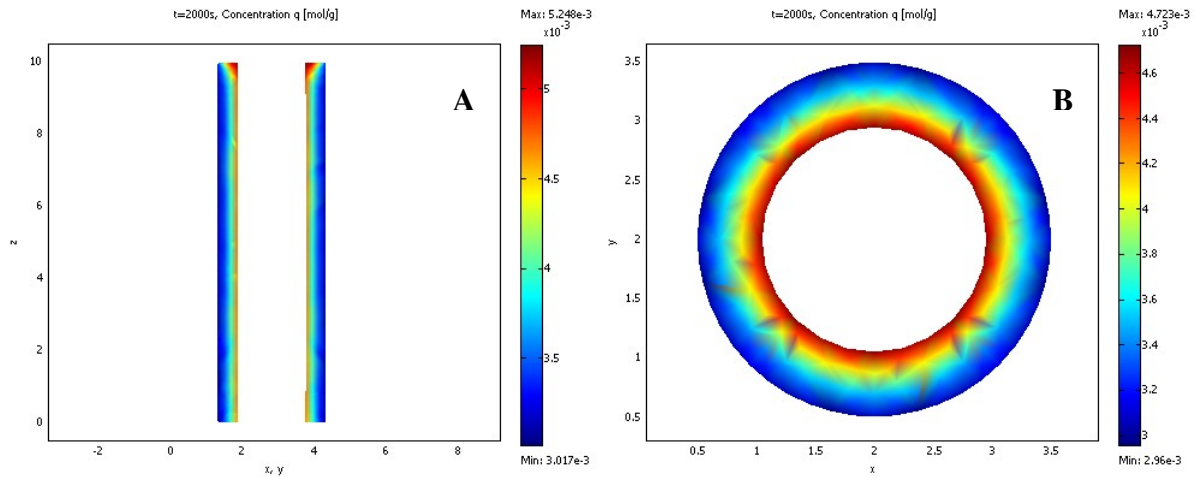 t=2000s, Concentration q [mol/g]
Max: 5.248e-3
x10⁻³
10
8
6
4
2
0
-2
0
2
4
6
8
z
x, y
A
5
4.5
4
3.5
Min: 3.017e-3
t=2000s, Concentration q [mol/g]
Max: 4.723e-3
x10⁻³
3.5
3
2.5
2
1.5
1
0.5
0.5
1
1.5
2
2.5
3
3.5
y
x
B
4.6
4.4
4.2
4
3.8
3.6
3.4
3.2
3
Min: 2.96e-3